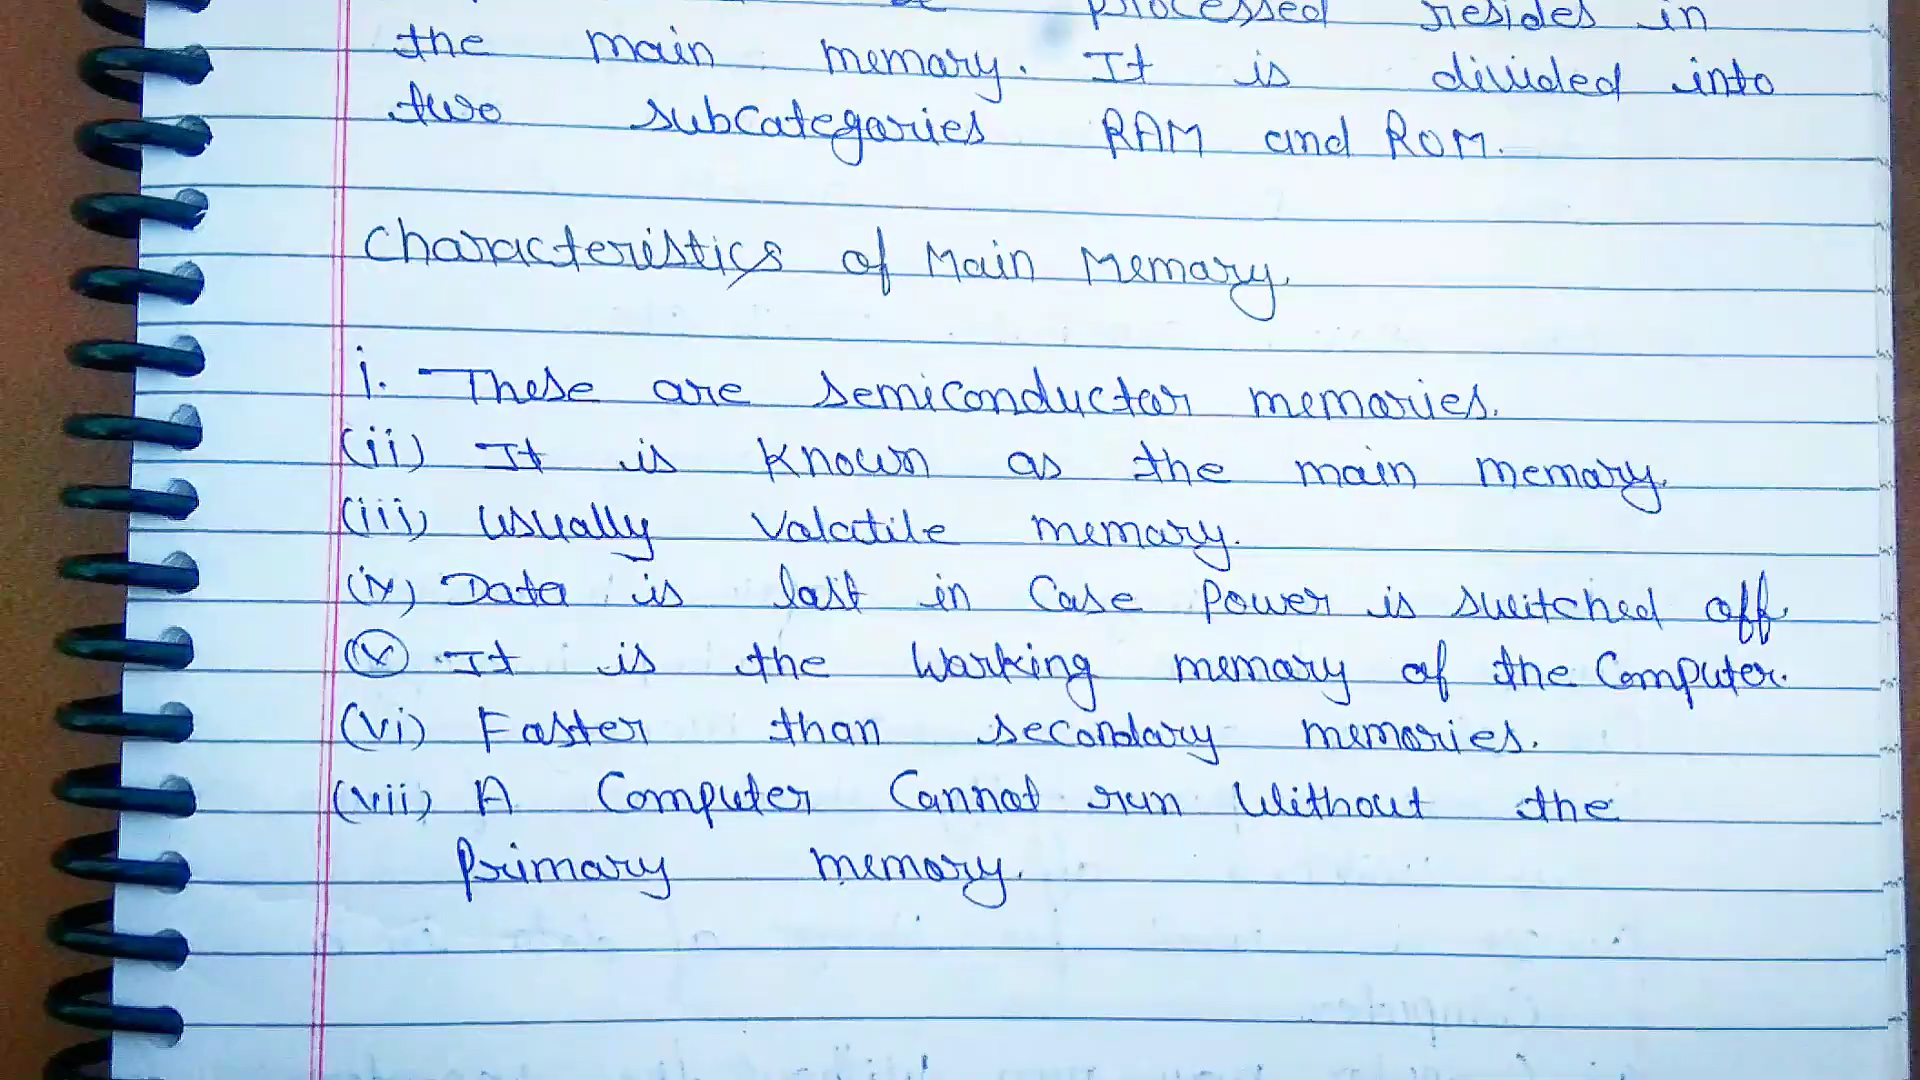 processed resides in
the main memory. It is divided into
two subcategories RAM and ROM.
Characteristics of Main Memory.
i. These are semiconductor memories.
(ii) It is known as the main memory.
(iii) usually volatile memory.
(iv) Data is lost in case power is switched off
(v) It is the working memory of the computer.
(vi) Faster than secondary memories.
(vii) A Computer Cannot run without the
primary memory.